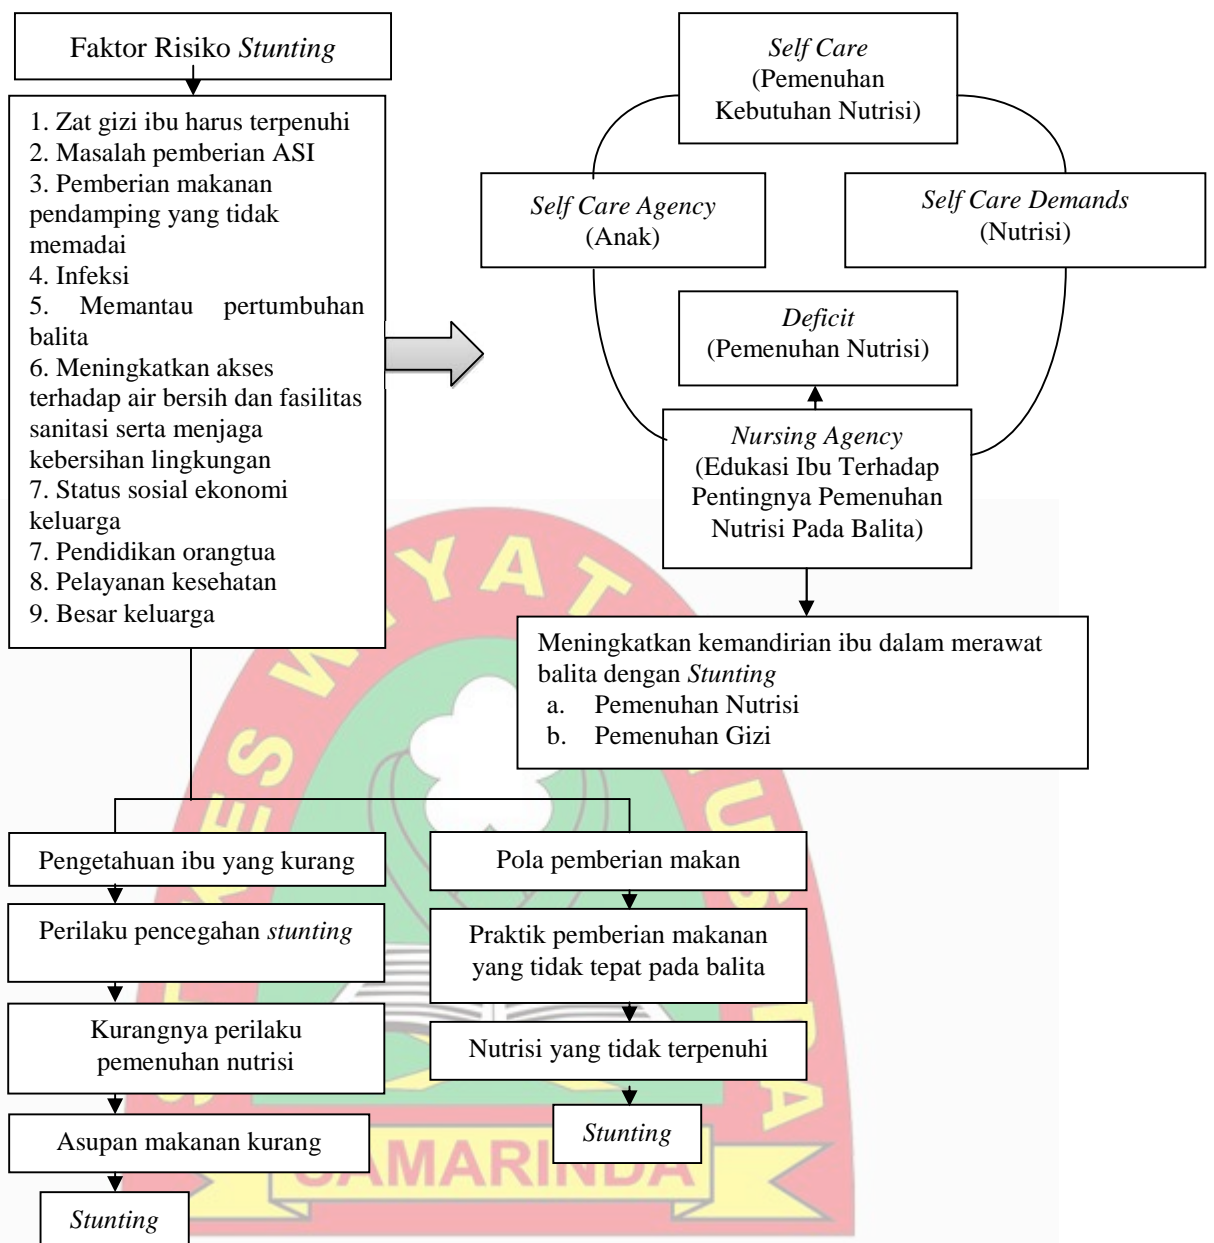 Faktor Risiko Stunting
1. Zat gizi ibu harus terpenuhi
2. Masalah pemberian ASI
3. Pemberian makanan
pendamping yang tidak
memadai
4. Infeksi
5. Memantau pertumbuhan
balita
6. Meningkatkan akses
terhadap air bersih dan fasilitas
sanitasi serta menjaga
kebersihan lingkungan
7. Status sosial ekonomi
keluarga
7. Pendidikan orangtua
8. Pelayanan kesehatan
9. Besar keluarga
Self Care
(Pemenuhan
Kebutuhan Nutrisi)
Self Care Agency
(Anak)
Self Care Demands
(Nutrisi)
Deficit
(Pemenuhan Nutrisi)
Nursing Agency
(Edukasi Ibu Terhadap
Pentingnya Pemenuhan
Nutrisi Pada Balita)
Meningkatkan kemandirian ibu dalam merawat
balita dengan Stunting
a. Pemenuhan Nutrisi
b. Pemenuhan Gizi
Pengetahuan ibu yang kurang
Perilaku pencegahan stunting
Kurangnya perilaku
pemenuhan nutrisi
Asupan makanan kurang
Stunting
Pola pemberian makan
Praktik pemberian makanan
yang tidak tepat pada balita
Nutrisi yang tidak terpenuhi
Stunting
SAMARINDA